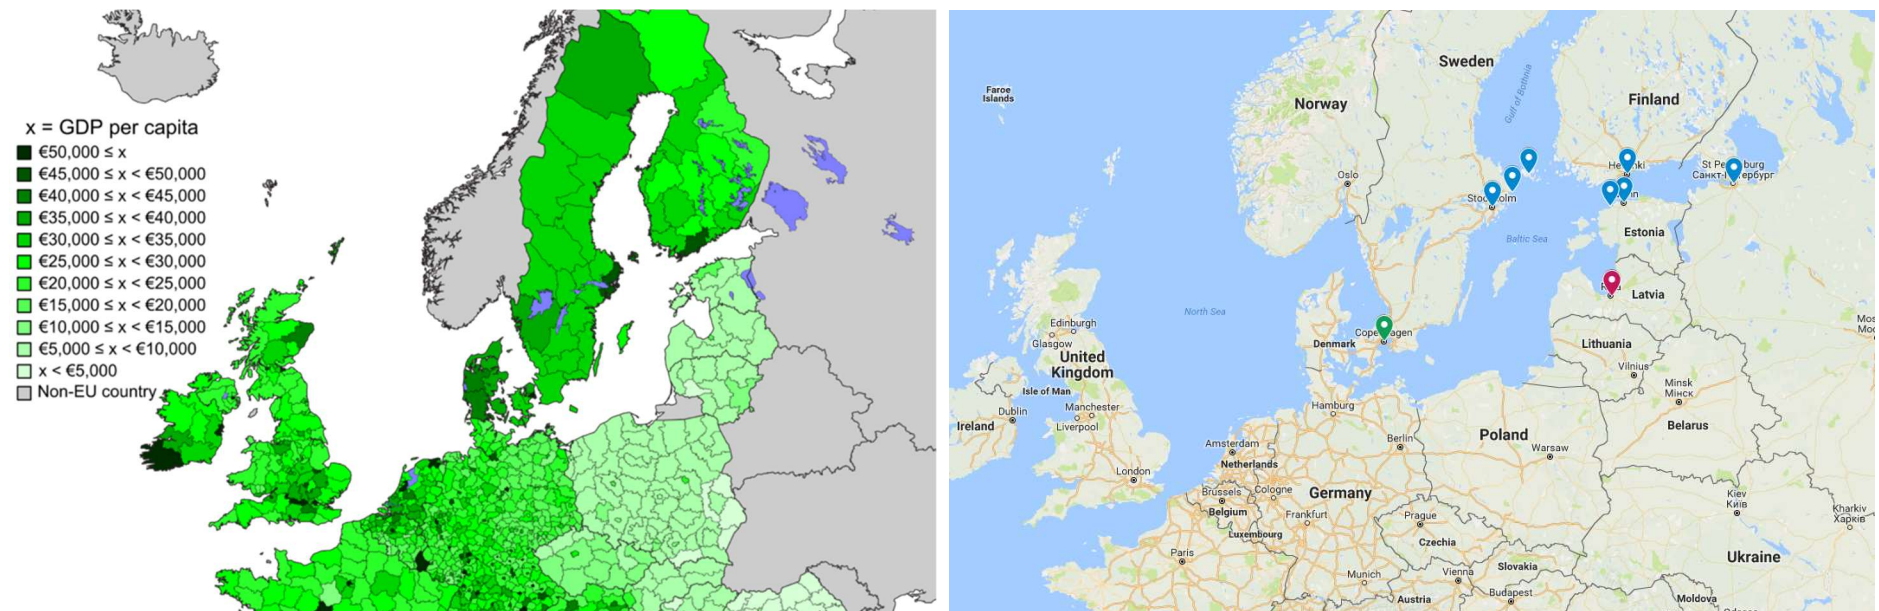 x = GDP per capita
€50,000 ≤ x
€45,000 ≤ x < €50,000
€40,000 ≤ x < €45,000
€35,000 ≤ x < €40,000
€30,000 ≤ x < €35,000
€25,000 ≤ x < €30,000
€20,000 ≤ x < €25,000
€15,000 ≤ x < €20,000
€10,000 ≤ x < €15,000
€5,000 ≤ x < €10,000
x < €5,000
Non-EU country
Sweden
Faroe
Islands
Norway
Gulf of Bothnia
Finland
Oslo
St Pe burg
Санкт- ербург
Estonia
Baltic Sea
Latvia
North Sea
Edinburgh
Glasgow
United
Kingdom
Isle of Man
Denmark
Lithuania
Vilnius
Minsk
Мінск
Dublin
Manchester
Liverpool
Ireland
Hamburg
Belarus
Amsterdam
Netherlands
Berlin
Poland
Warsaw
London
Brussels
Cologne
Belgium
Germany
Luxembourg
Frankfurt
Prague
Czechia
Kiev
Київ
Kharkiv
Харків
Paris
Munich
Vienna
Slovakia
Austria
Budapest
Ukraine
Moldova